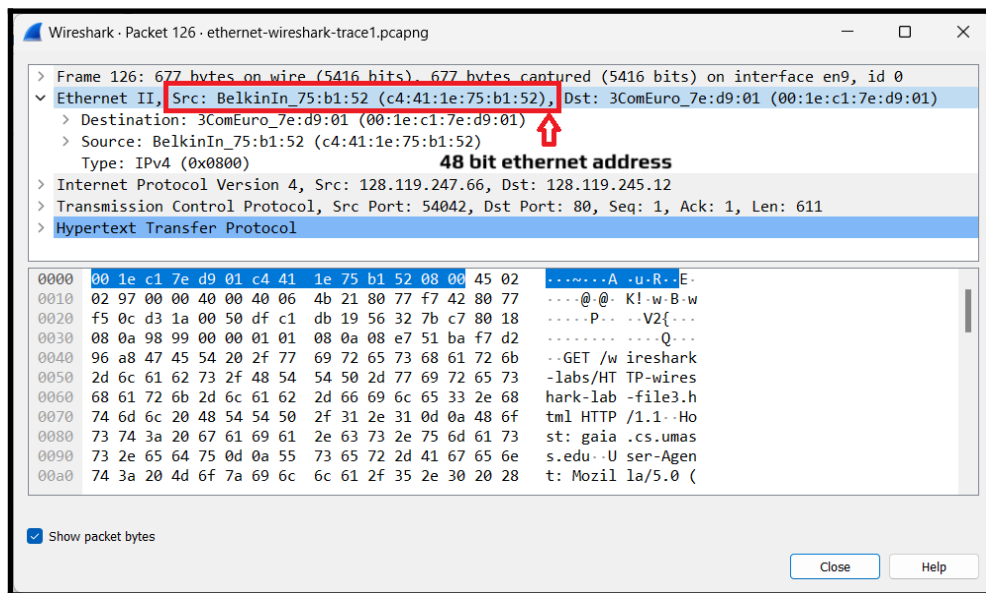 Wireshark · Packet 126 · ethernet-wireshark-trace1.pcapng
> Frame 126: 677 bytes on wire (5416 bits), 677 bytes captured (5416 bits) on interface en9, id 0
Ethernet II, Src: BelkinIn_75:b1:52 (c4:41:1e:75:b1:52), Dst: 3ComEuro_7e:d9:01 (00:1e:c1:7e:d9:01)
> Destination: 3ComEuro_7e:d9:01 (00:1e:c1:7e:d9:01)
> Source: BelkinIn_75:b1:52 (c4:41:1e:75:b1:52)
Type: IPv4 (0x0800)
48 bit ethernet address
> Internet Protocol Version 4, Src: 128.119.247.66, Dst: 128.119.245.12
> Transmission Control Protocol, Src Port: 54042, Dst Port: 80, Seq: 1, Ack: 1, Len: 611
> Hypertext Transfer Protocol
0000 00 1e c1 7e d9 01 c4 41 1e 75 b1 52 08 00 45 02 ···~···A ·u·R··E·
0010 02 97 00 00 40 00 40 06 4b 21 80 77 f7 42 80 77 ····@·@· K!·w·B·w
0020 f5 0c d3 1a 00 50 df c1 db 19 56 32 7b c7 80 18 ·····P·· ··V2{···
0030 08 0a 98 99 00 00 01 01 08 0a 08 e7 51 ba f7 d2 ········ ····Q···
0040 96 a8 47 45 54 20 2f 77 69 72 65 73 68 61 72 6b ··GET /w ireshark
0050 2d 6c 61 62 73 2f 48 54 54 50 2d 77 69 72 65 73 -labs/HT TP-wires
0060 68 61 72 6b 2d 6c 61 62 2d 66 69 6c 65 33 2e 68 hark-lab -file3.h
0070 74 6d 6c 20 48 54 54 50 2f 31 2e 31 0d 0a 48 6f tml HTTP /1.1··Ho
0080 73 74 3a 20 67 61 69 61 2e 63 73 2e 75 6d 61 73 st: gaia .cs.umas
0090 73 2e 65 64 75 0d 0a 55 73 65 72 2d 41 67 65 6e s.edu··U ser-Agen
00a0 74 3a 20 4d 6f 7a 69 6c 6c 61 2f 35 2e 30 20 28 t: Mozil la/5.0 (
Show packet bytes
Close Help